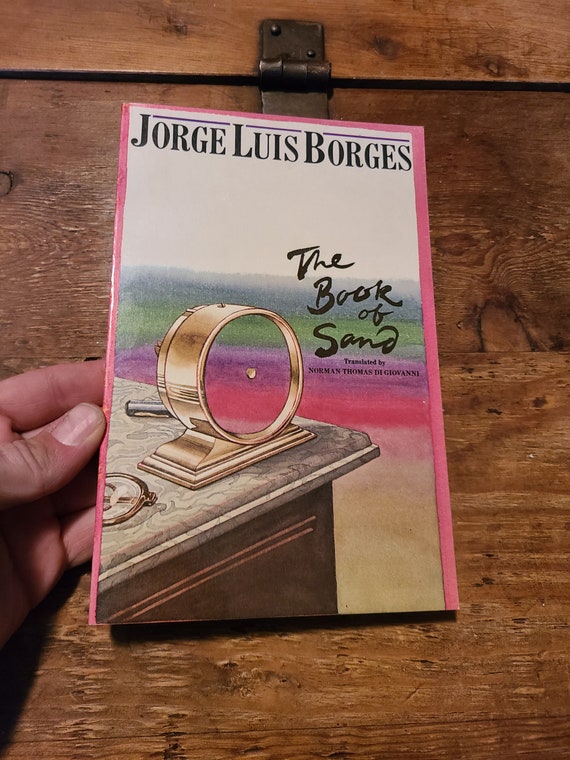 JORGE LUIS BORGES
The
Book
of
Sand
Translated by
NORMAN THOMAS DI GIOVANNI